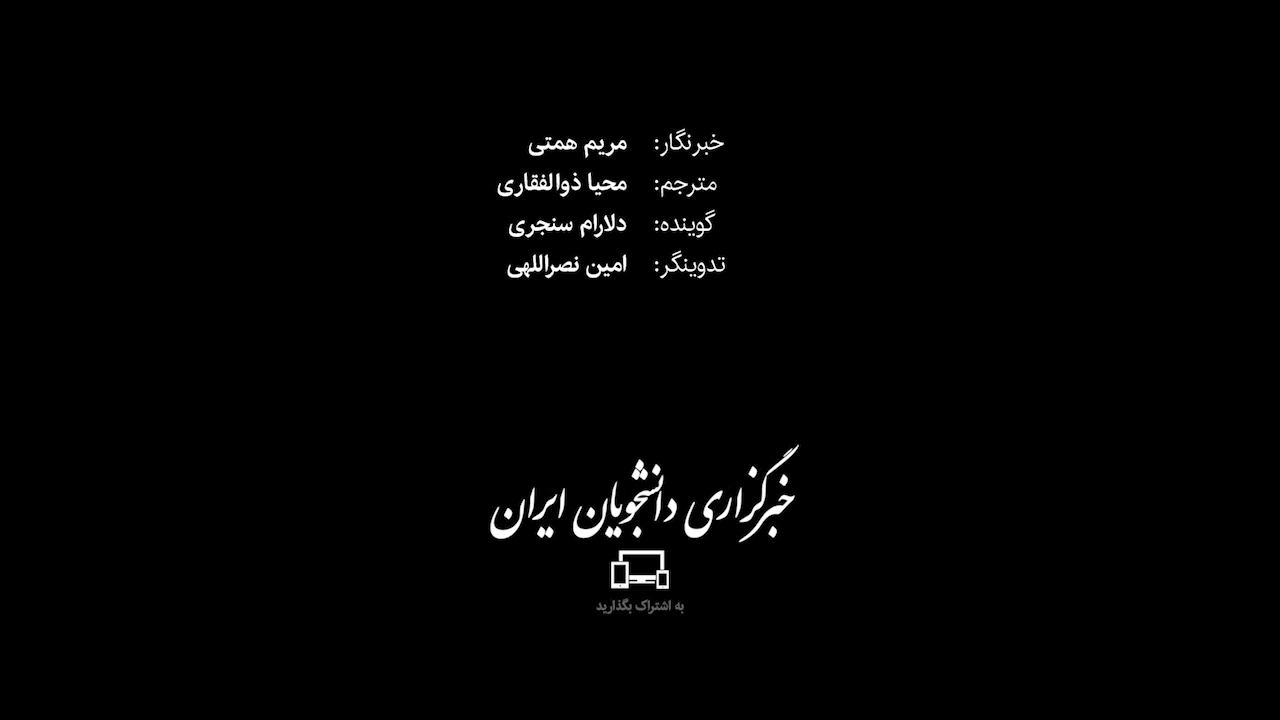 خبرنگار: مریم همتی
مترجم: محیا ذوالفقاری
گوینده: دلارام سنجری
تدوینگر: امین نصراللهی
خبرگزاری دانشجویان ایران
به اشتراک بگذارید